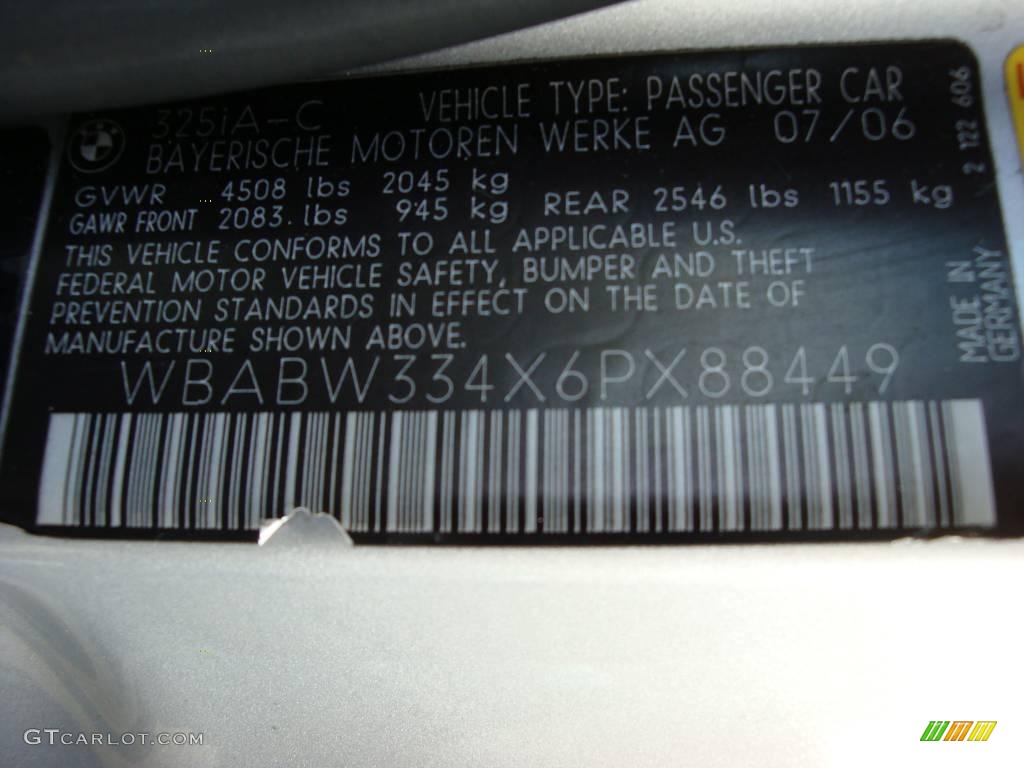 325iA-C VEHICLE TYPE: PASSENGER CAR
BAYERISCHE MOTOREN WERKE AG 07/06
GVWR 4508 lbs 2045 kg
GAWR FRONT 2083. lbs 945 kg REAR 2546 lbs 1155 kg
THIS VEHICLE CONFORMS TO ALL APPLICABLE U.S.
FEDERAL MOTOR VEHICLE SAFETY, BUMPER AND THEFT
PREVENTION STANDARDS IN EFFECT ON THE DATE OF
MANUFACTURE SHOWN ABOVE.
WBABW334X6PX88449
2 122 606
MADE IN
GERMANY
GTCARLOT.COM